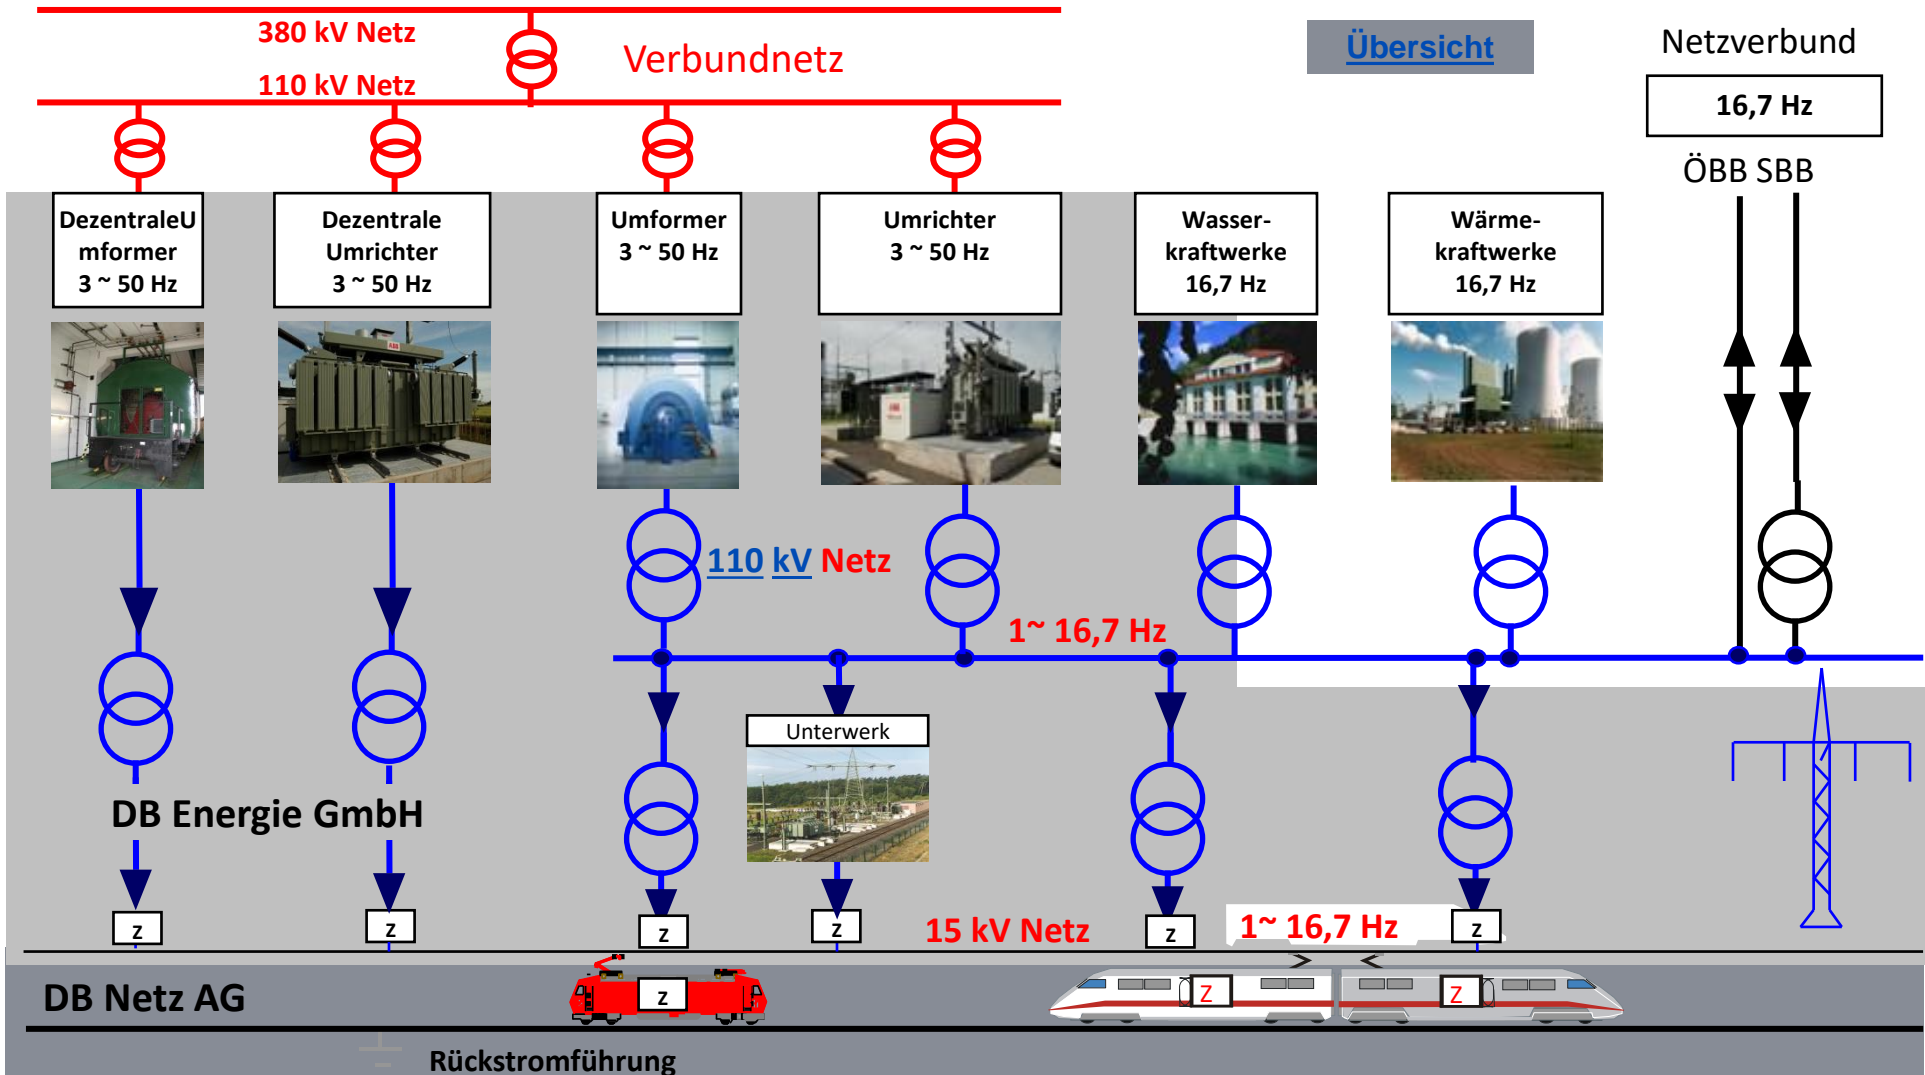 380 kV Netz
Verbundnetz
110 kV Netz
Übersicht
Netzverbund
16,7 Hz
ÖBB SBB
DezentraleU
mformer
3 ~ 50 Hz
Dezentrale
Umrichter
3 ~ 50 Hz
Umformer
3 ~ 50 Hz
Umrichter
3 ~ 50 Hz
Wasser-
kraftwerke
16,7 Hz
Wärme-
kraftwerke
16,7 Hz
ABB
110 kV Netz
1~ 16,7 Hz
Unterwerk
DB Energie GmbH
z
z
z
z
15 kV Netz
z
1~ 16,7 Hz
z
DB Netz AG
z
Z
Z
Rückstromführung